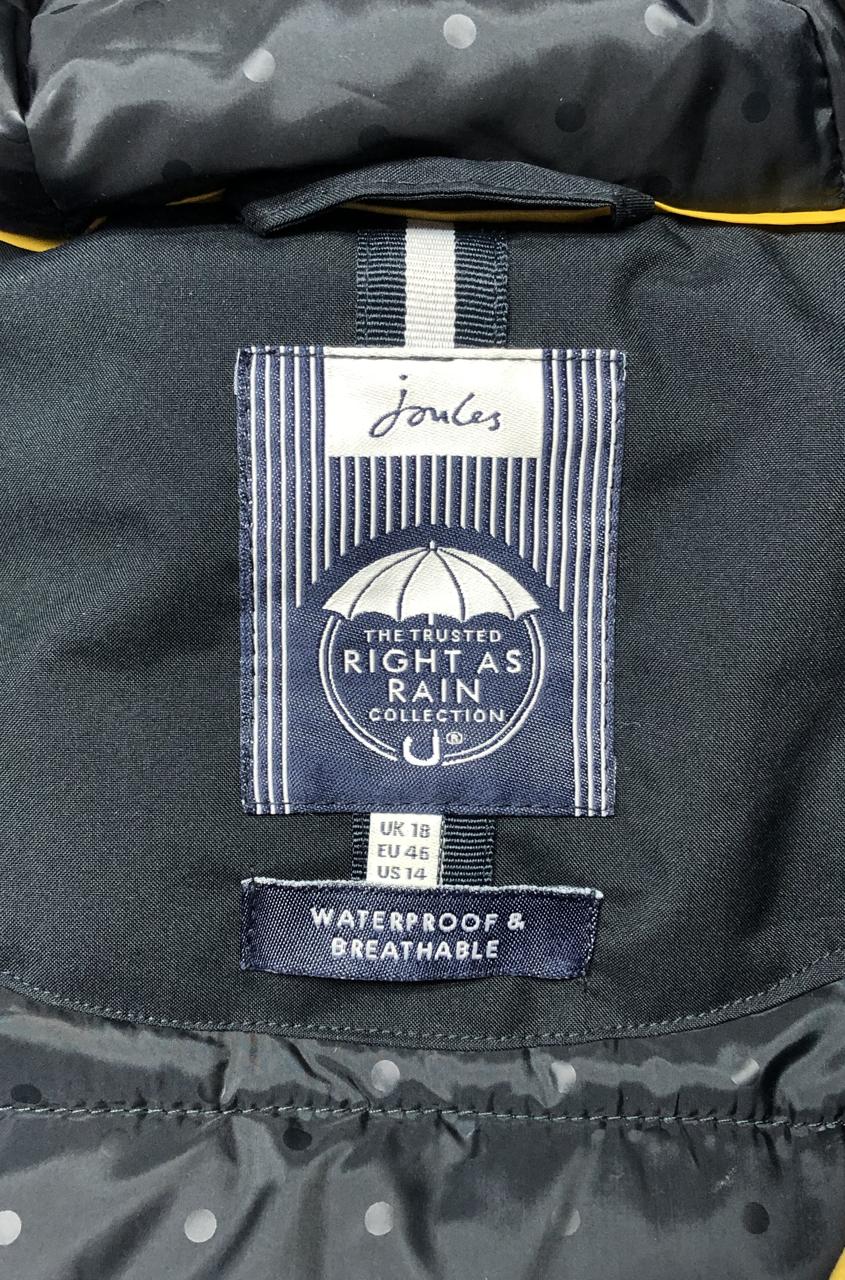 joules
THE TRUSTED
RIGHT AS
RAIN
COLLECTION
®
UK 18
EU 46
US 14
WATERPROOF &
BREATHABLE